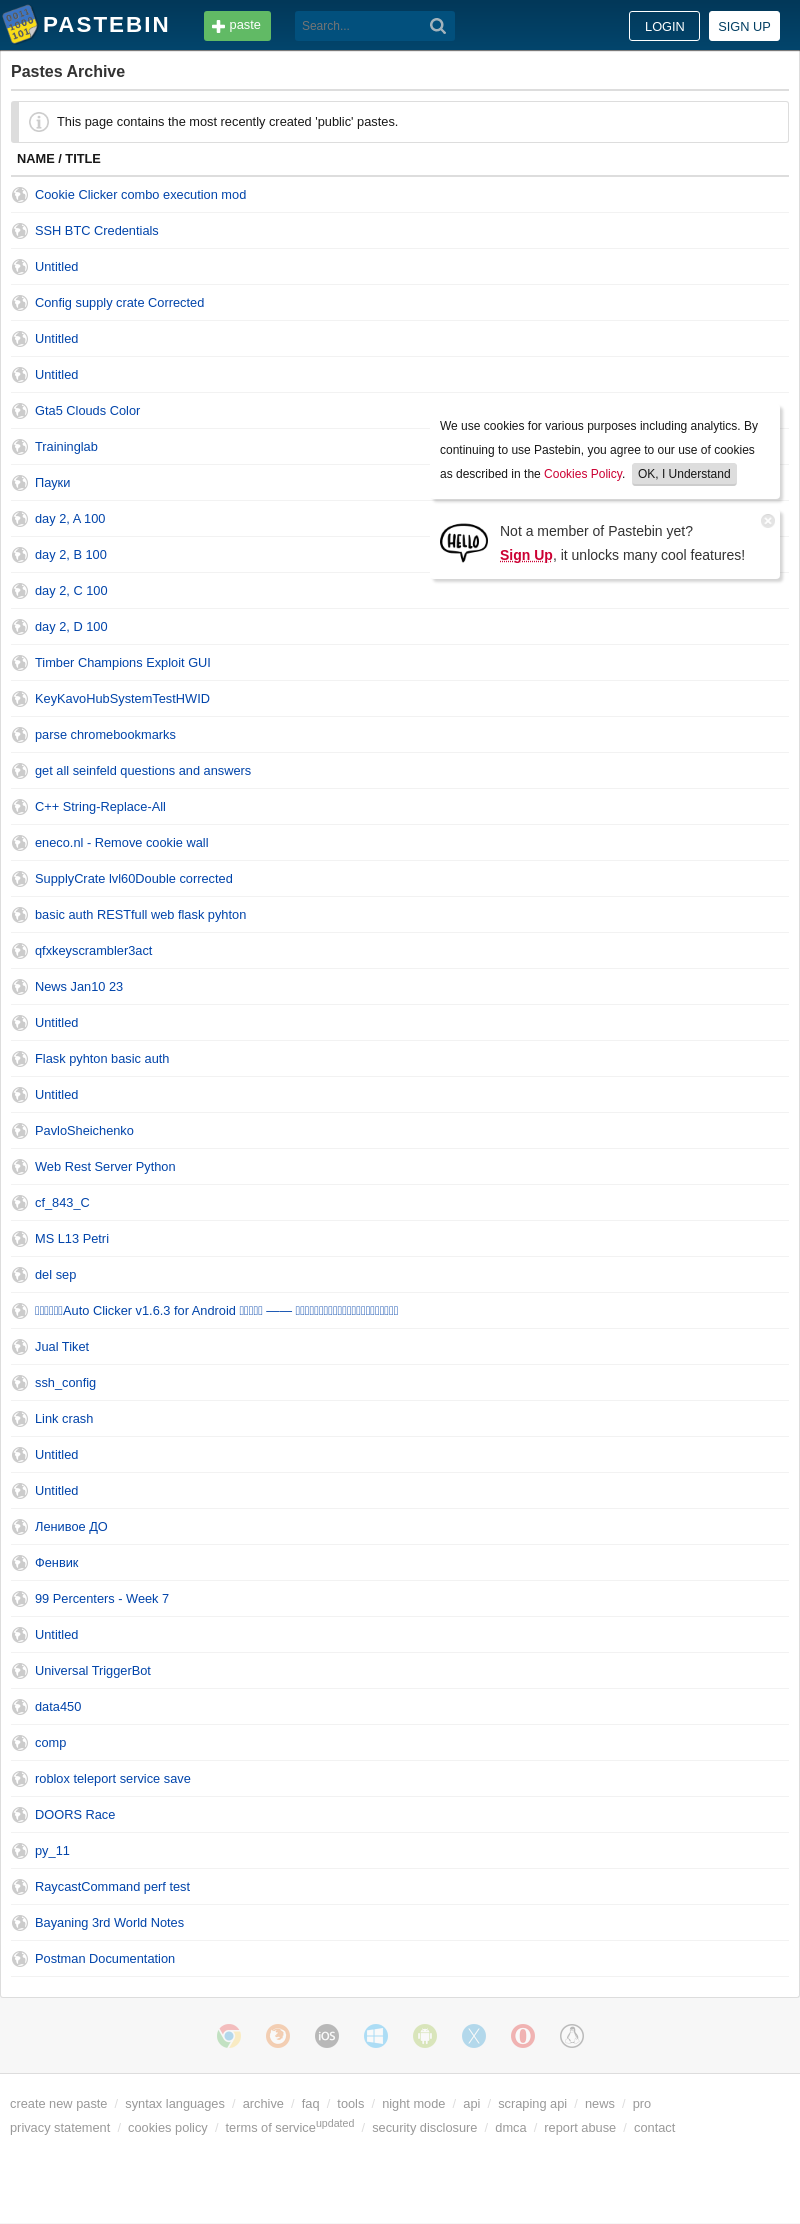 PASTEBIN
paste
Search...
LOGIN
SIGN UP
Pastes Archive
This page contains the most recently created 'public' pastes.
NAME / TITLE
Cookie Clicker combo execution mod
SSH BTC Credentials
Untitled
Config supply crate Corrected
Untitled
Untitled
Gta5 Clouds Color
Traininglab
Пауки
day 2, A 100
day 2, B 100
day 2, C 100
day 2, D 100
We use cookies for various purposes including analytics. By
continuing to use Pastebin, you agree to our use of cookies
as described in the Cookies Policy. OK, I Understand
HELLO
Not a member of Pastebin yet?
Sign Up, it unlocks many cool features!
Timber Champions Exploit GUI
KeyKavoHubSystemTestHWID
parse chromebookmarks
get all seinfeld questions and answers
C++ String-Replace-All
eneco.nl - Remove cookie wall
SupplyCrate lvl60Double corrected
basic auth RESTfull web flask pyhton
qfxkeyscrambler3act
News Jan10 23
Untitled
Flask pyhton basic auth
Untitled
PavloSheichenko
Web Rest Server Python
cf_843_C
MS L13 Petri
del sep
Auto Clicker v1.6.3 for Android ——
Jual Tiket
ssh_config
Link crash
Untitled
Untitled
Ленивое ДО
Фенвик
99 Percenters - Week 7
Untitled
Universal TriggerBot
data450
comp
roblox teleport service save
DOORS Race
py_11
RaycastCommand perf test
Bayaning 3rd World Notes
Postman Documentation
iOS
create new paste / syntax languages / archive / faq / tools / night mode / api / scraping api / news / pro
privacy statement / cookies policy / terms of service updated / security disclosure / dmca / report abuse / contact